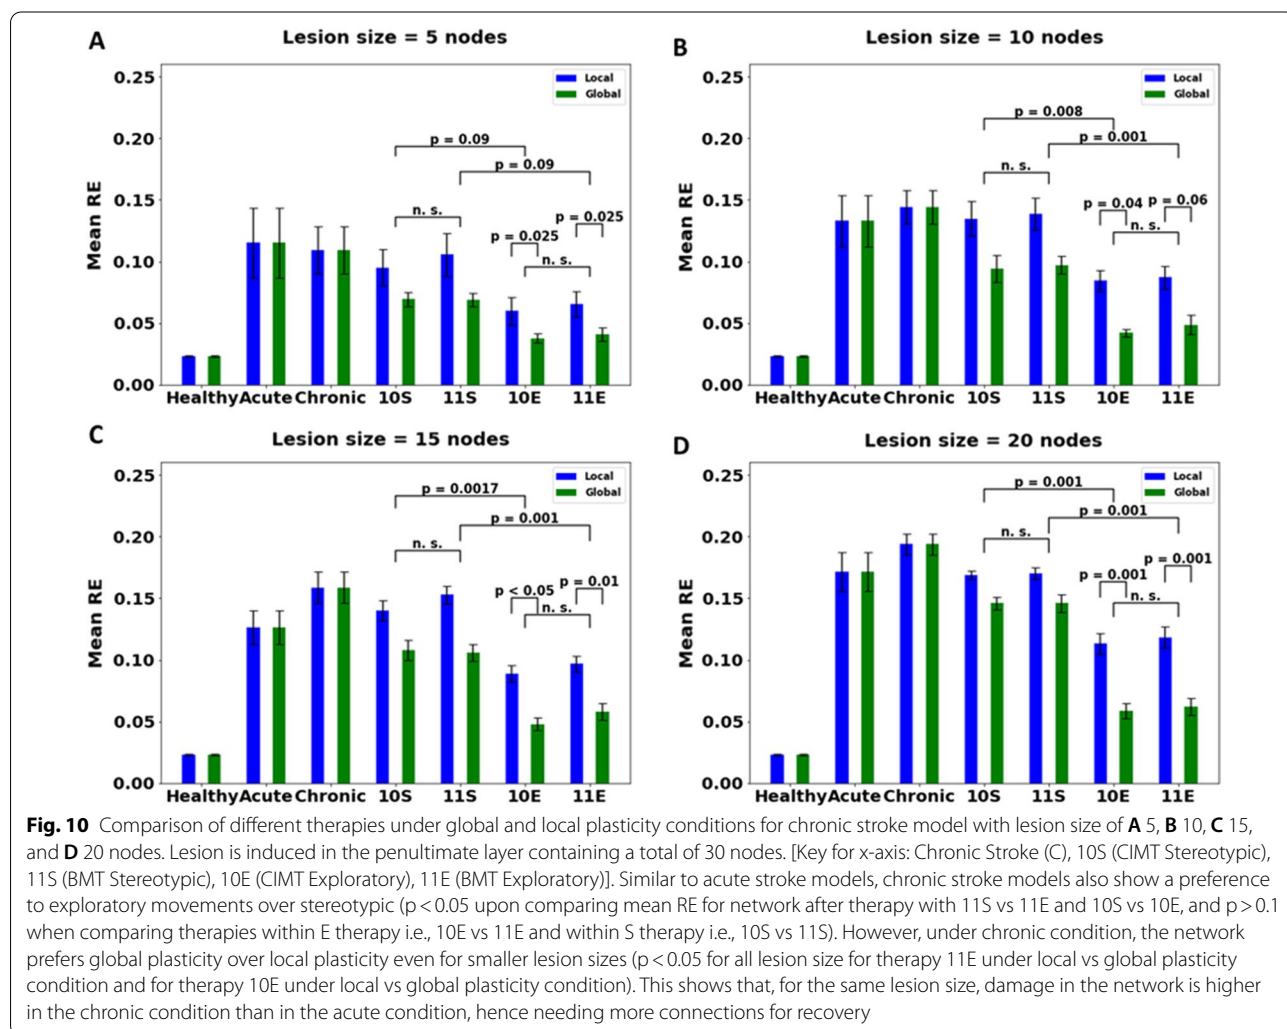 A
Lesion size = 5 nodes
Local
Global
Mean RE
0.25
0.20
0.15
0.10
0.05
0.00
p = 0.09
p = 0.09
n. s.
p = 0.025
p = 0.025
n. s.
Healthy Acute Chronic 10S 11S 10E 11E
B
Lesion size = 10 nodes
Local
Global
Mean RE
0.25
0.20
0.15
0.10
0.05
0.00
p = 0.008
p = 0.001
n. s.
p = 0.04
p = 0.06
n. s.
Healthy Acute Chronic 10S 11S 10E 11E
C
Lesion size = 15 nodes
Local
Global
Mean RE
0.25
0.20
0.15
0.10
0.05
0.00
p = 0.0017
p = 0.001
n. s.
p < 0.05
p = 0.01
n. s.
Healthy Acute Chronic 10S 11S 10E 11E
D
Lesion size = 20 nodes
Local
Global
Mean RE
0.25
0.20
0.15
0.10
0.05
0.00
p = 0.001
p = 0.001
n. s.
p = 0.001
p = 0.001
n. s.
Healthy Acute Chronic 10S 11S 10E 11E
Fig. 10 Comparison of different therapies under global and local plasticity conditions for chronic stroke model with lesion size of A 5, B 10, C 15,
and D 20 nodes. Lesion is induced in the penultimate layer containing a total of 30 nodes. [Key for x-axis: Chronic Stroke (C), 10S (CIMT Stereotypic),
11S (BMT Stereotypic), 10E (CIMT Exploratory), 11E (BMT Exploratory)]. Similar to acute stroke models, chronic stroke models also show a preference
to exploratory movements over stereotypic (p < 0.05 upon comparing mean RE for network after therapy with 11S vs 11E and 10S vs 10E, and p > 0.1
when comparing therapies within E therapy i.e., 10E vs 11E and within S therapy i.e., 10S vs 11S). However, under chronic condition, the network
prefers global plasticity over local plasticity even for smaller lesion sizes (p < 0.05 for all lesion size for therapy 11E under local vs global plasticity
condition and for therapy 10E under local vs global plasticity condition). This shows that, for the same lesion size, damage in the network is higher
in the chronic condition than in the acute condition, hence needing more connections for recovery